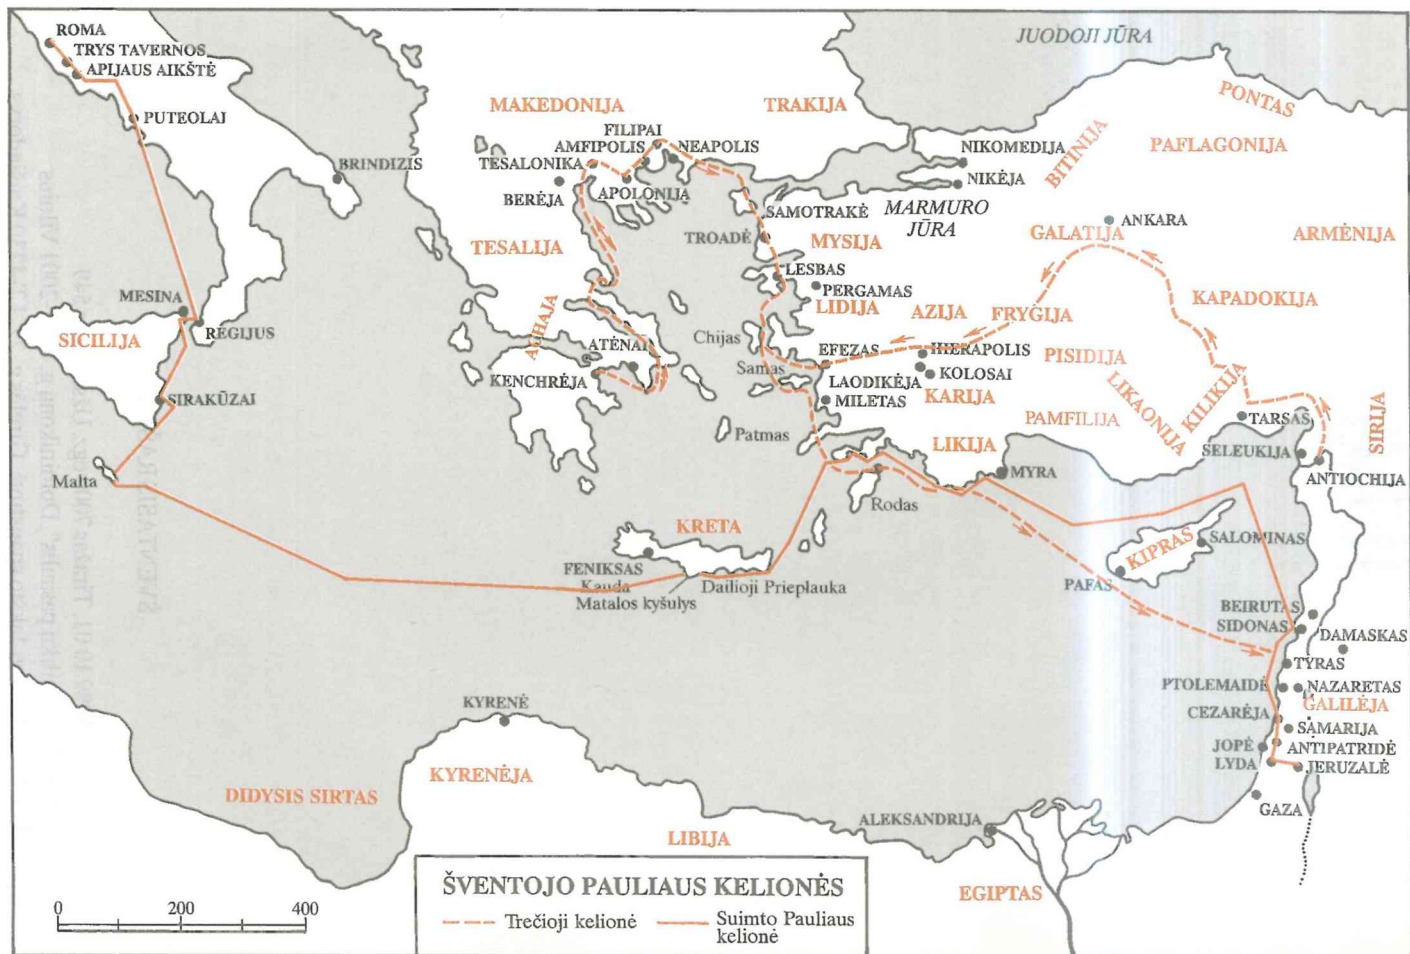 ROMA
TRYS TAVERNOS
APIJAUS AIKŠTĖ
PUTEOLAI
BRINDIZIS
MESINA
RĖGIJUS
SICILIJA
SIRAKŪZAI
Malta
JUODOJI JŪRA
MAKEDONIJA
TRAKIJA
FILIPAI
AMFIPOLIS
NEAPOLIS
TESALONIKA
BERĖJA
APOLONIJA
TESALIJA
SAMOTRAKĖ
TROADĖ
LESBAS
PERGAMAS
MYSIJA
LIDIJA
AZIJA
FRYGIJA
MARMURO
JŪRA
NIKOMEDIJA
NIKĖJA
BITINIJA
PONTAS
PAFLAGONIJA
ANKARA
GALATIJA
ARMĖNIJA
KAPADOKIJA
ACHAJA
ATĖNAI
KENCHRĖJA
Chijas
Samas
Patmas
EFEZAS
HIERAPOLIS
KOLOSAI
LAODIKĖJA
MILETAS
KARIJA
PISIDIJA
LIKAONIJA
KILIKIJA
PAMFILIJA
LIKIJA
MYRA
TARSAS
SELEUKIJA
ANTIOCHIJA
SIRIJA
Rodas
KRETA
FENIKSAS
Kauda
Matalos kyšulys
Dailioji Prieplauka
KIPRAS
SALOMINAS
PAFAS
BEIRUTAS
SIDONAS
DAMASKAS
TYRAS
PTOLEMAIDĖ
NAZARETAS
GALILĖJA
CEZARĖJA
SAMARIJA
JOPĖ
ANTIPATRIDĖ
LYDA
JERUZALĖ
GAZA
KYRENĖ
KYRENĖJA
DIDYSIS SIRTAS
LIBIJA
ALEKSANDRIJA
EGIPTAS
ŠVENTOJO PAULIAUS KELIONĖS
Trečioji kelionė
Suimto Pauliaus
kelionė
0 200 400